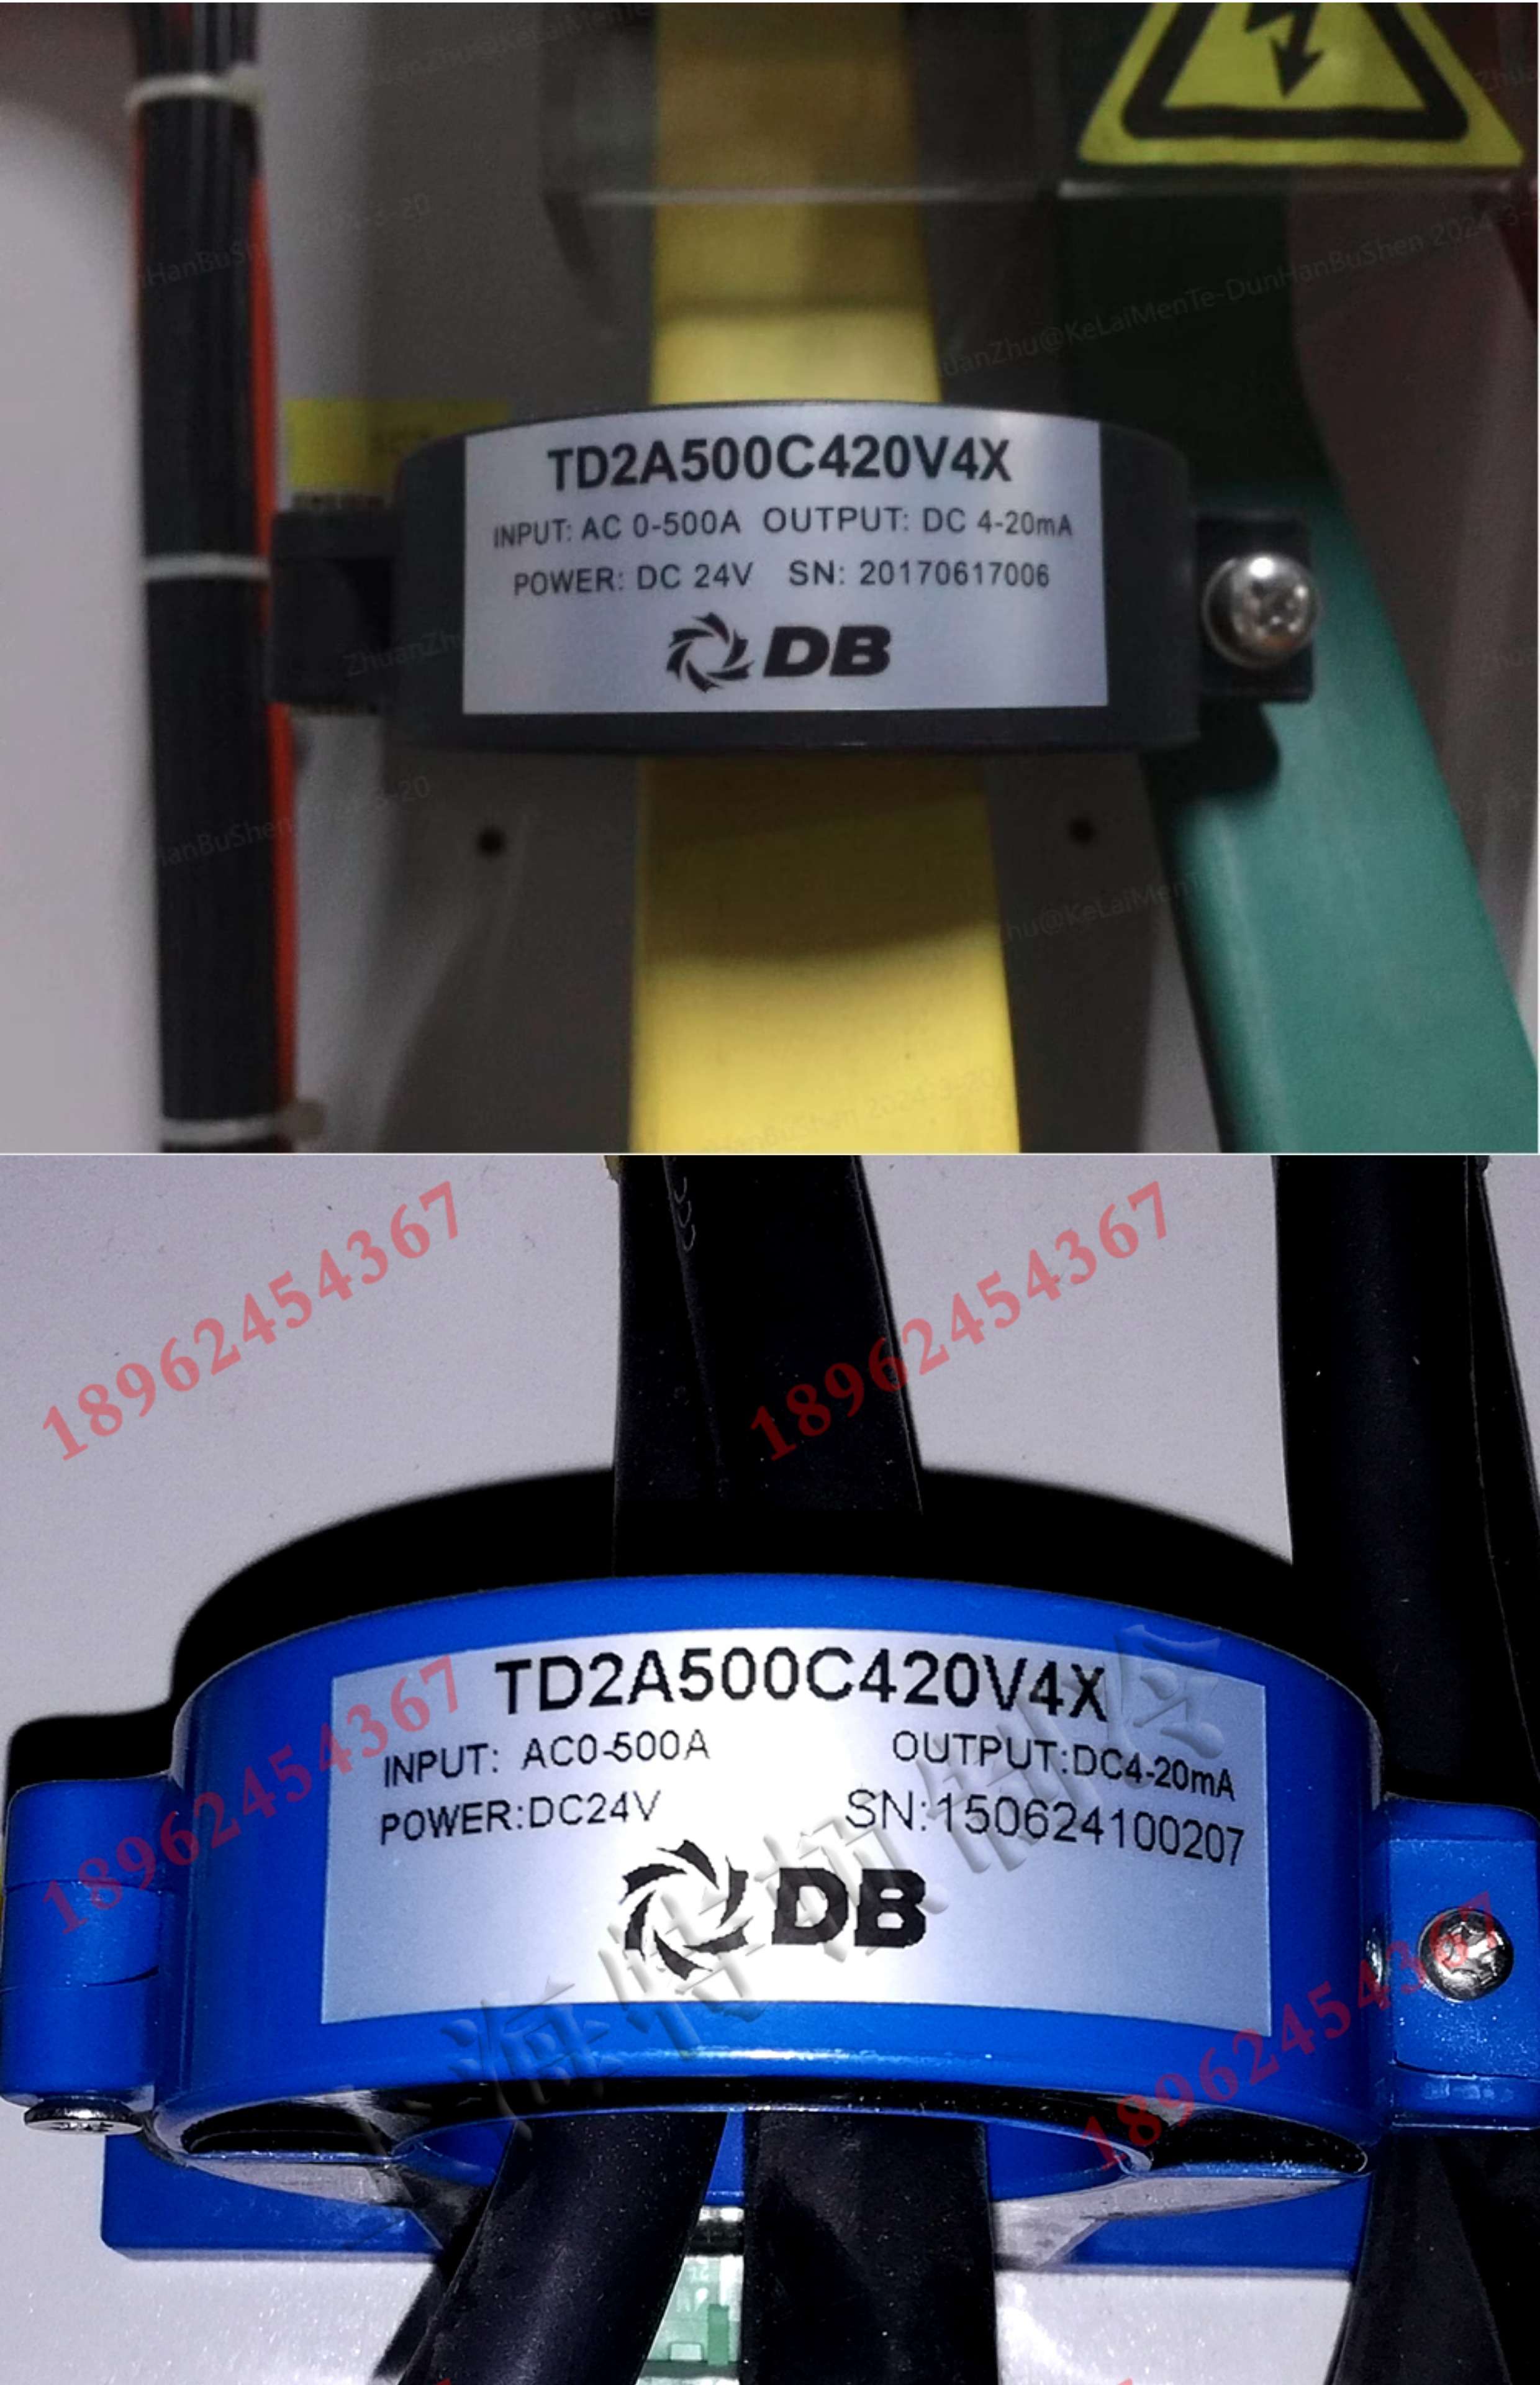 TD2A500C420V4X
INPUT: AC 0-500A OUTPUT: DC 4-20mA
POWER: DC 24V SN: 20170617006
DB
18962454367
18962454367
TD2A500C420V4X
INPUT: AC0-500A OUTPUT:DC4-20mA
POWER:DC24V SN:150624100207
DB
18962454367
18962454367